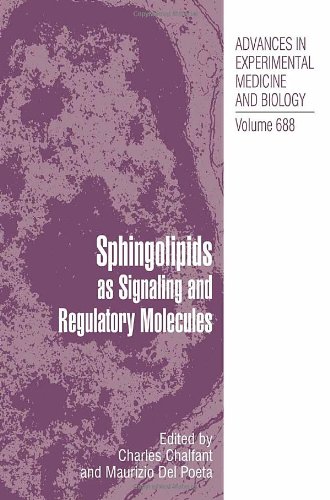 ADVANCES IN
EXPERIMENTAL
MEDICINE
AND BIOLOGY
Volume 688
Sphingolipids
as Signaling and
Regulatory Molecules
Edited by
Charles Chalfant
and Maurizio Del Poeta